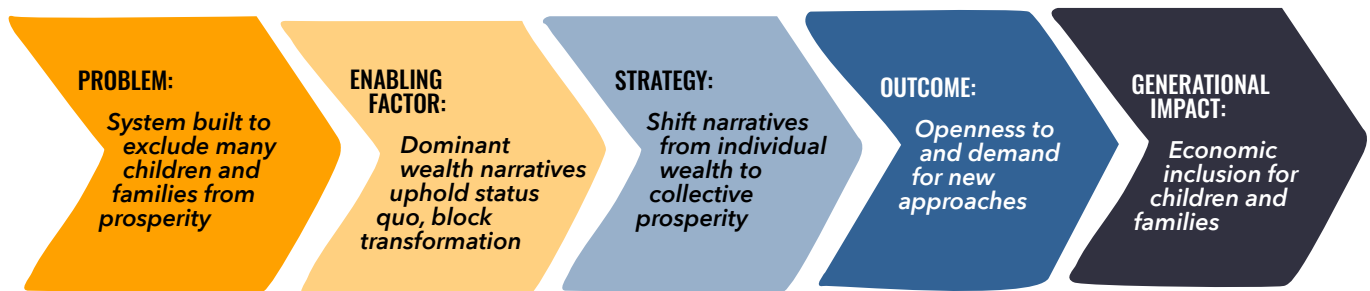 PROBLEM:
System built to
exclude many
children and
families from
prosperity
ENABLING
FACTOR:
Dominant
wealth narratives
uphold status
quo, block
transformation
STRATEGY:
Shift narratives
from individual
wealth to
collective
prosperity
OUTCOME:
Openness to
and demand
for new
approaches
GENERATIONAL
IMPACT:
Economic
inclusion for
children and
families